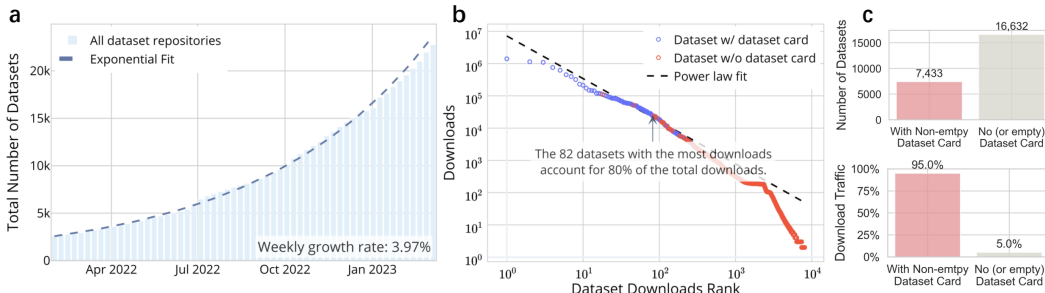 a
All dataset repositories
Exponential Fit
Total Number of Datasets
20k
15k
10k
5k
0
Weekly growth rate: 3.97%
Apr 2022 Jul 2022 Oct 2022 Jan 2023
b
Dataset w/ dataset card
Dataset w/o dataset card
Power law fit
Downloads
10⁷
10⁶
10⁵
10⁴
10³
10²
10¹
10⁰
The 82 datasets with the most downloads
account for 80% of the total downloads.
10⁰ 10¹ 10² 10³ 10⁴
Dataset Downloads Rank
c
Number of Datasets
15000
10000
5000
0
7,433
16,632
With Non-emtpy
Dataset Card
No (or empty)
Dataset Card
Download Traffic
100%
75%
50%
25%
0%
95.0%
5.0%
With Non-emtpy
Dataset Card
No (or empty)
Dataset Card